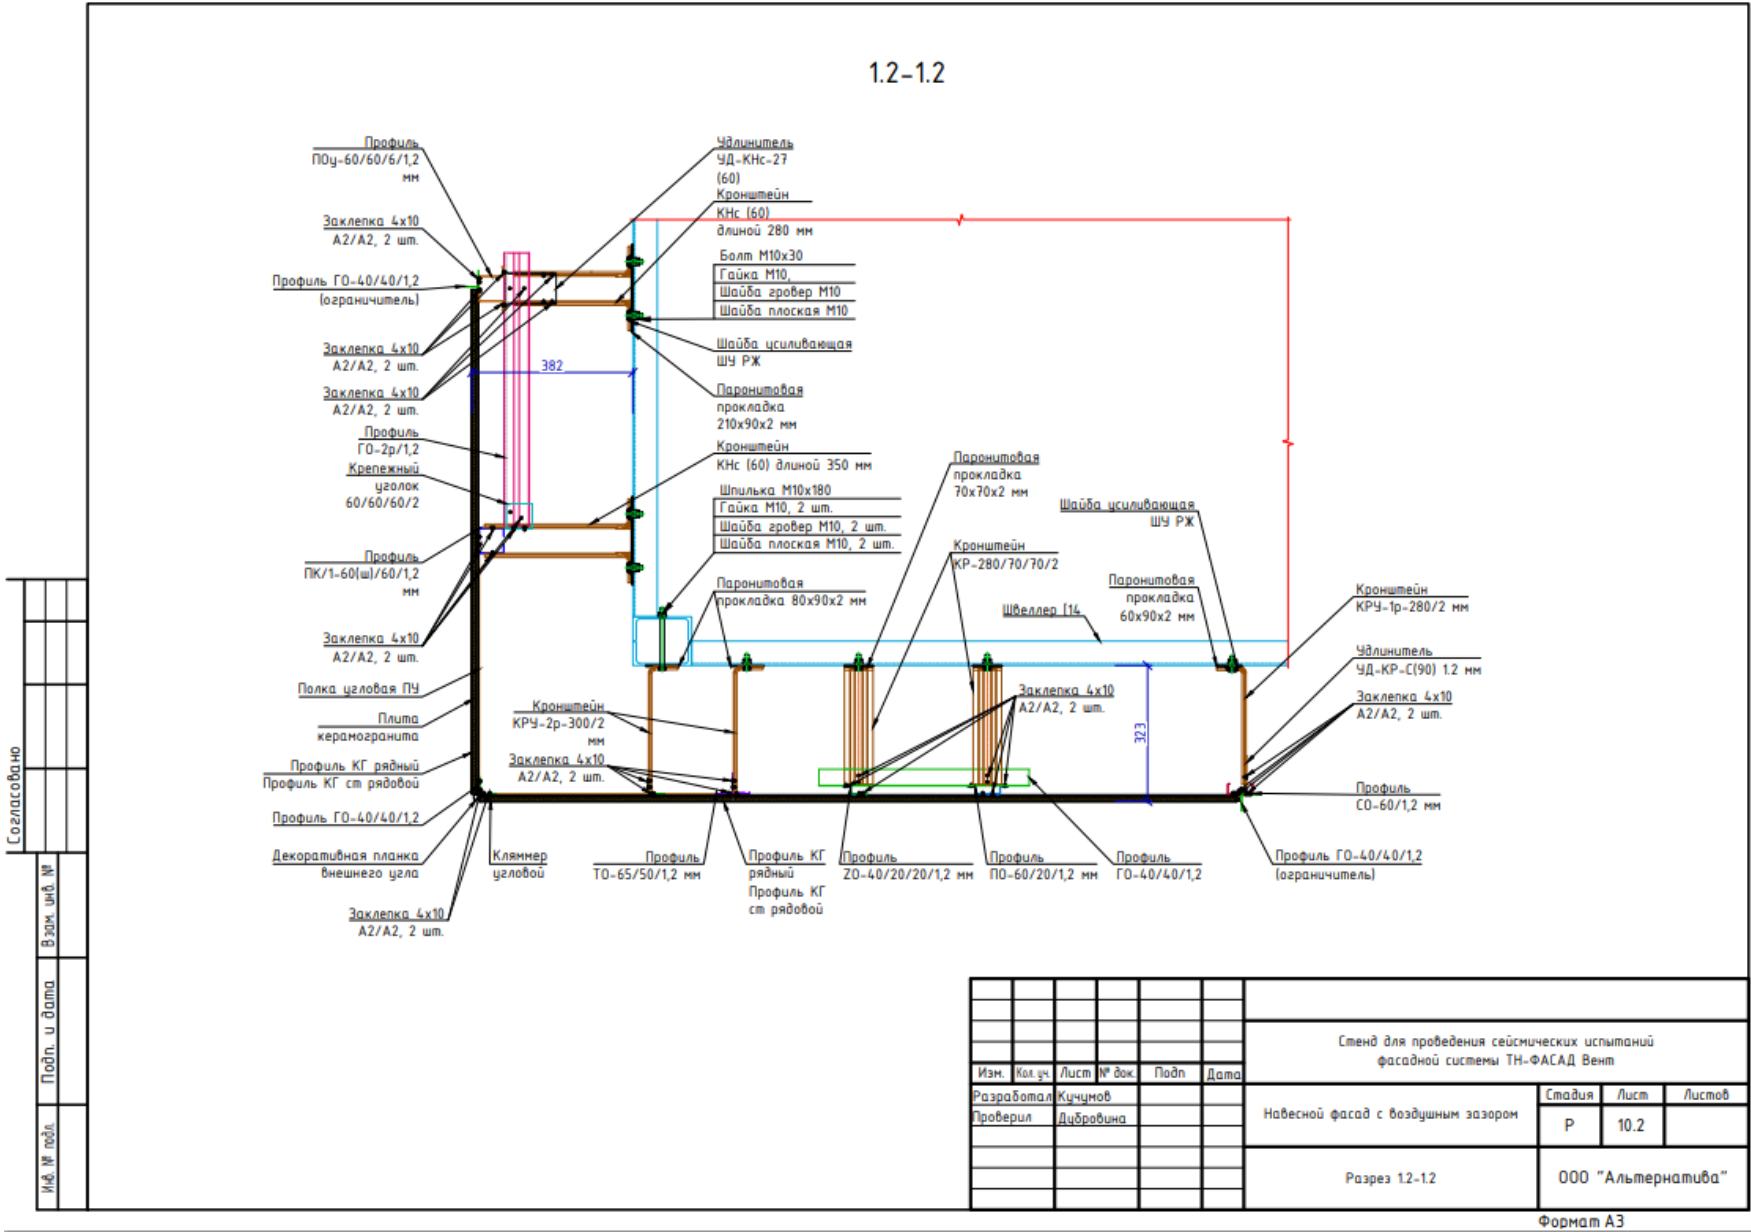 1.2-1.2
Профиль
ПОу-60/60/6/1,2
мм
Заклепка 4х10
А2/А2, 2 шт.
Профиль ГО-40/40/1,2
(ограничитель)
Заклепка 4х10
А2/А2, 2 шт.
Заклепка 4х10
А2/А2, 2 шт.
Профиль
ГО-2р/1,2
Крепежный
уголок
60/60/60/2
Профиль
ПК/1-60(ш)/60/1,2
мм
Заклепка 4х10
А2/А2, 2 шт.
Полка угловая ПУ
Плита
керамогранита
Профиль КГ рядный
Профиль КГ ст рядовой
Профиль ГО-40/40/1,2
Декоративная планка
внешнего угла
Заклепка 4х10
А2/А2, 2 шт.
Удлинитель
УД-КНс-27
(60)
Кронштейн
КНс (60)
длиной 280 мм
Болт М10х30
Гайка М10,
Шайба гровер М10
Шайба плоская М10
Шайба усиливающая
ШУ РЖ
382
Паронитовая
прокладка
210х90х2 мм
Кронштейн
КНс (60) длиной 350 мм
Шпилька М10х180
Гайка М10, 2 шт.
Шайба гровер М10, 2 шт.
Шайба плоская М10, 2 шт.
Паронитовая
прокладка 80х90х2 мм
Паронитовая
прокладка
70х70х2 мм
Кронштейн
КР-280/70/70/2
Шайба усиливающая
ШУ РЖ
Паронитовая
прокладка
60х90х2 мм
Швеллер [14
Кронштейн
КРУ-1р-280/2 мм
Удлинитель
УД-КР-С(90) 1.2 мм
Заклепка 4х10
А2/А2, 2 шт.
Кронштейн
КРУ-2р-300/2
мм
Заклепка 4х10
А2/А2, 2 шт.
Заклепка 4х10
А2/А2, 2 шт.
323
Профиль
СО-60/1,2 мм
Кляммер
угловой
Профиль
ТО-65/50/1,2 мм
Профиль КГ
рядный
Профиль КГ
ст рядовой
Профиль
ZO-40/20/20/1,2 мм
Профиль
ПО-60/20/1,2 мм
Профиль
ГО-40/40/1,2
Профиль ГО-40/40/1,2
(ограничитель)
Согласовано
Взам. инв. №
Подп. и дата
Инв. № подл.
Изм. Кол. уч. Лист № док. Подп Дата
Разработал Кучумов
Проверил Дубровина
Стенд для проведения сейсмических испытаний
фасадной системы ТН-ФАСАД Вент
Навесной фасад с воздушным зазором
Стадия Лист Листов
Р 10.2
Разрез 1.2-1.2
ООО "Альтернатива"
Формат А3